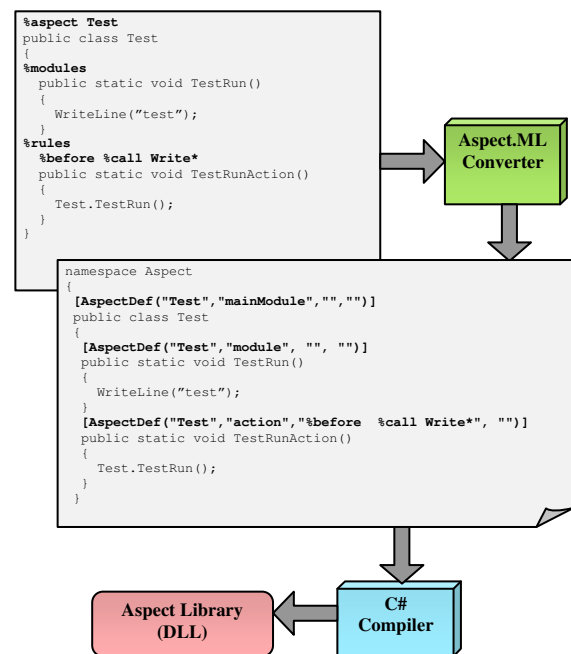 %aspect Test
public class Test
{
%modules
public static void TestRun()
{
WriteLine(”test”);
}
%rules
%before %call Write*
public static void TestRunAction()
{
Test.TestRun();
}
}
Aspect.ML
Converter
namespace Aspect
{
[AspectDef("Test","mainModule","","")]
public class Test
{
[AspectDef("Test","module", "", "")]
public static void TestRun()
{
WriteLine(”test”);
}
[AspectDef("Test","action","%before  %call Write*", "")]
public static void TestRunAction()
{
Test.TestRun();
}
}
Aspect Library
(DLL)
C#
Compiler